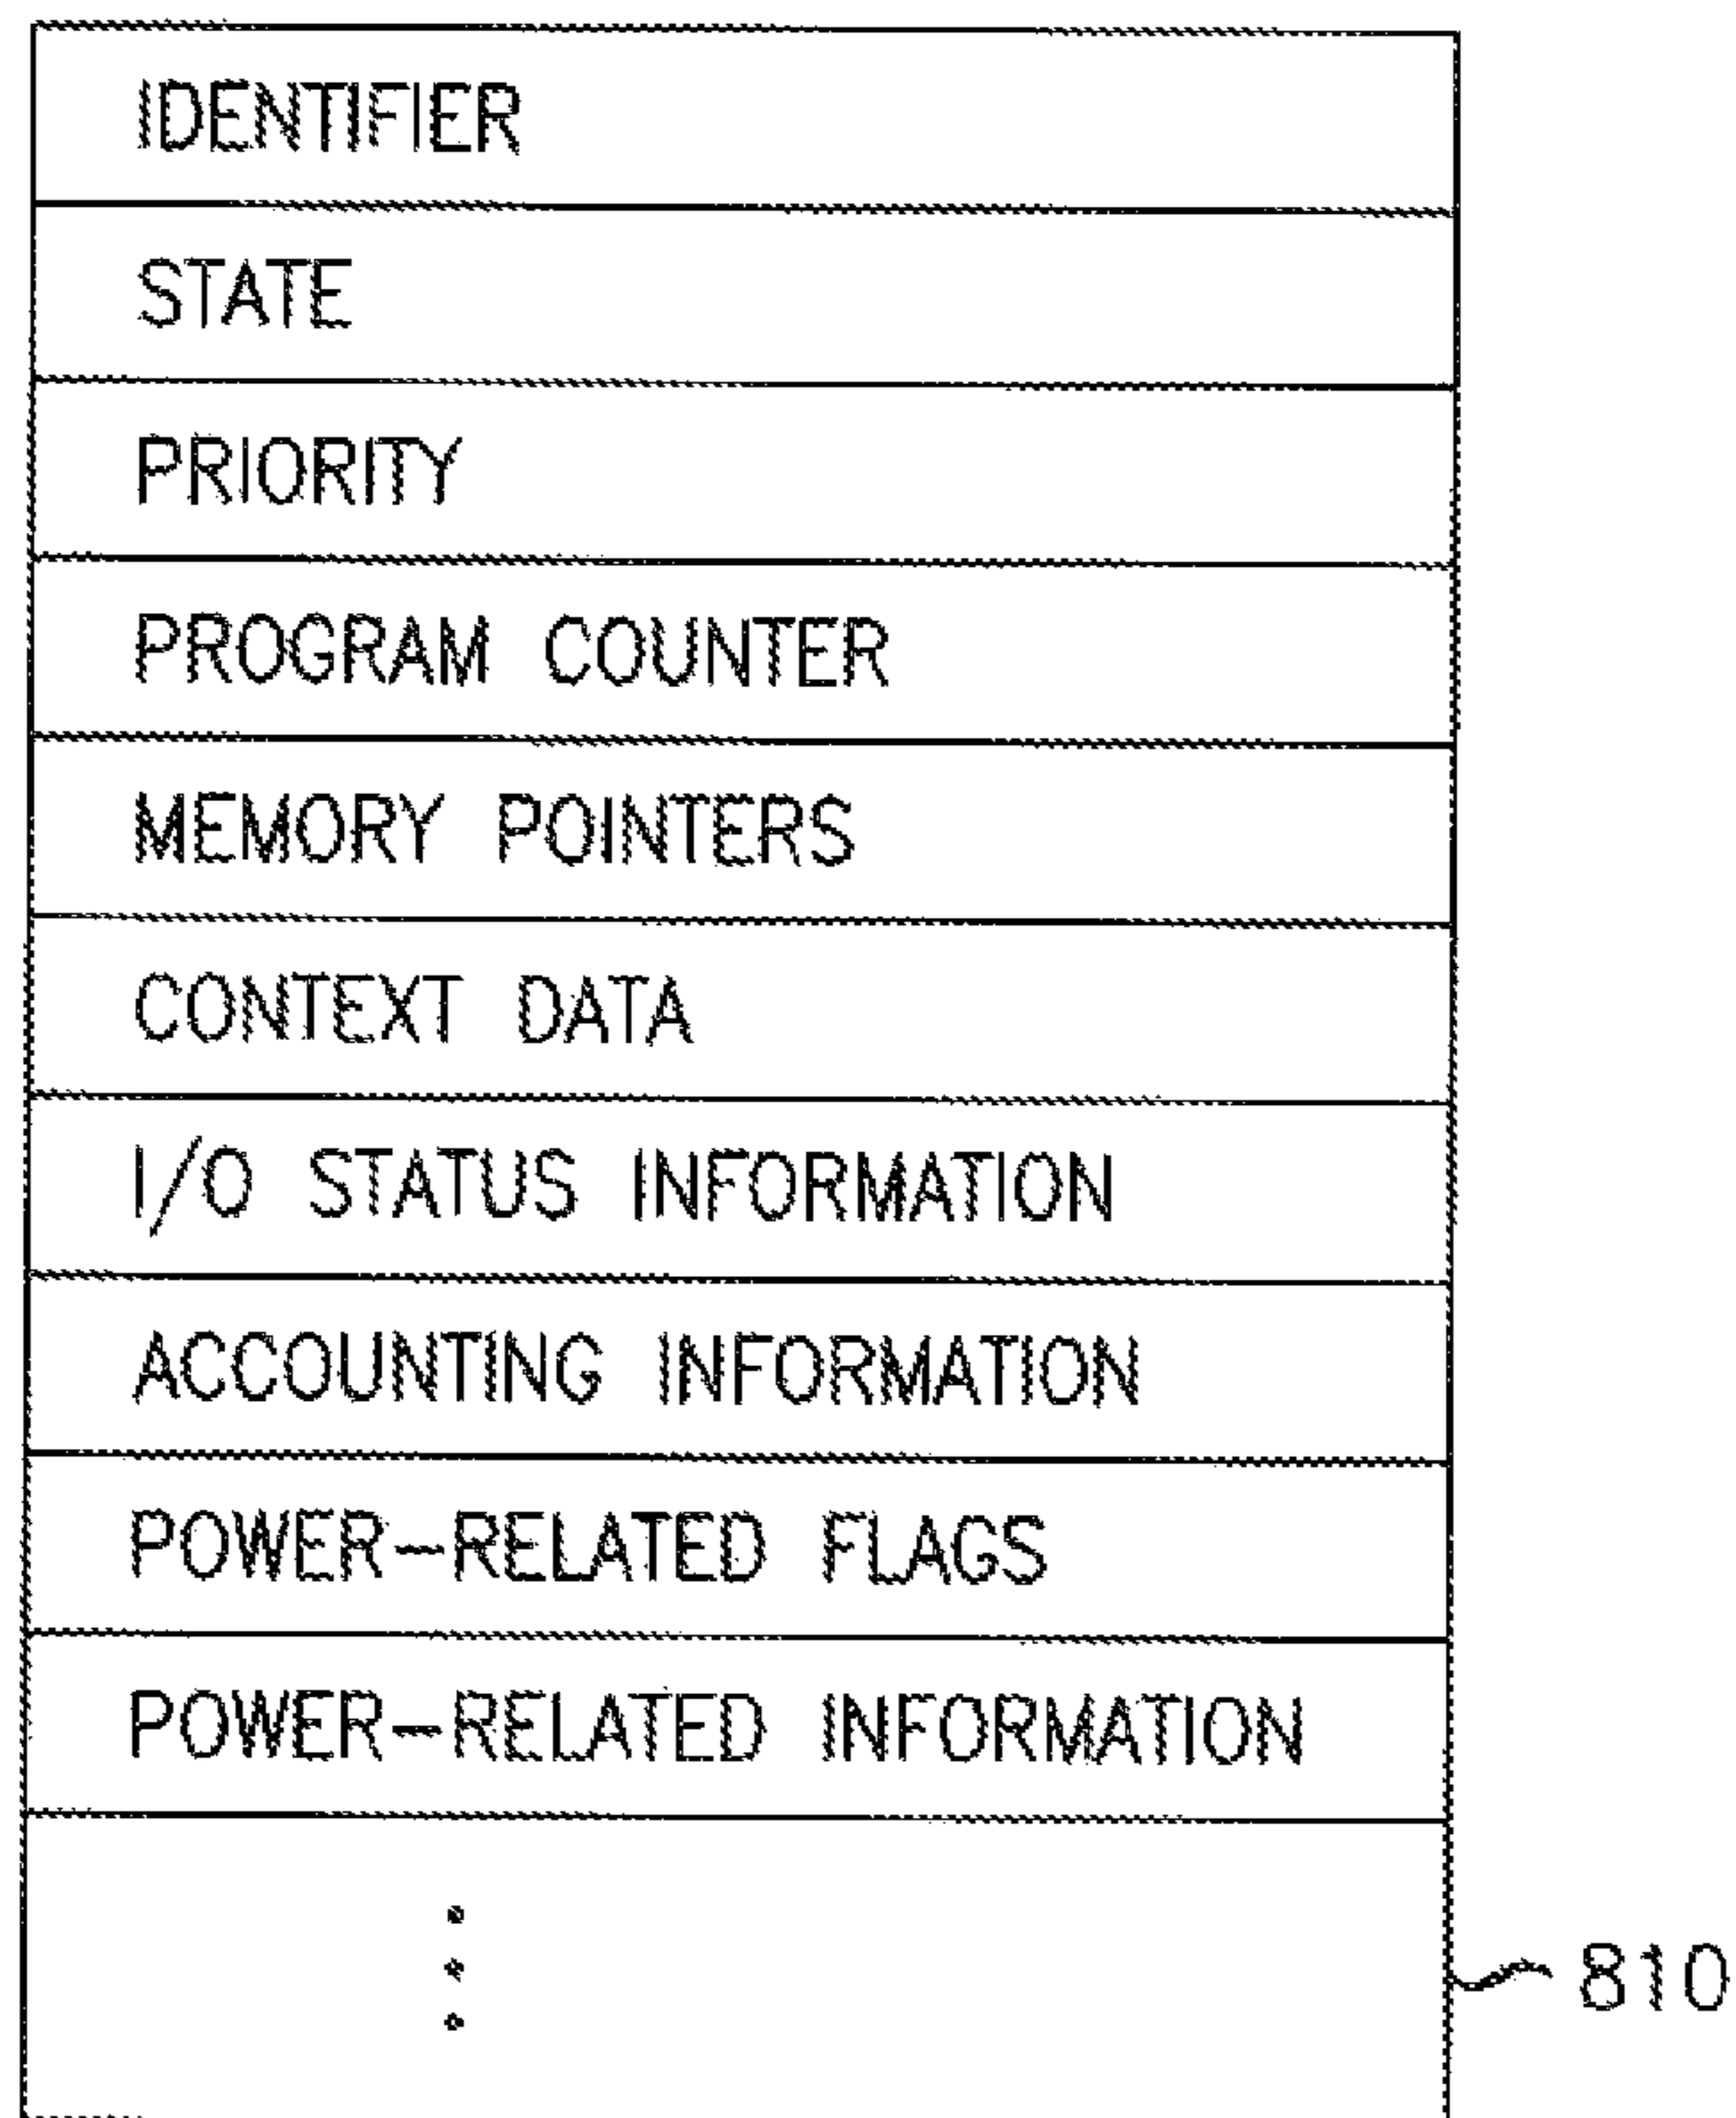 IDENTIFIER
STATE
PRIORITY
PROGRAM COUNTER
MEMORY POINTERS
CONTEXT DATA
I/O STATUS INFORMATION
ACCOUNTING INFORMATION
POWER-RELATED FLAGS
POWER-RELATED INFORMATION
810